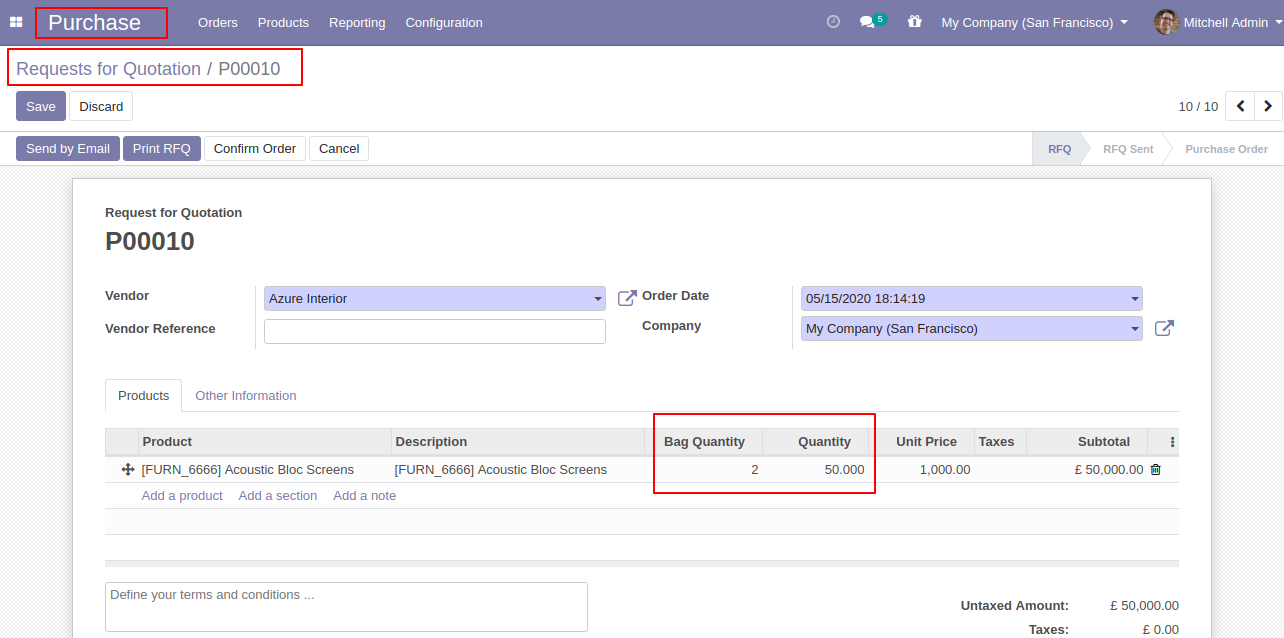 Purchase Orders Products Reporting Configuration 5 My Company (San Francisco) Mitchell Admin
Requests for Quotation / P00010
Save Discard 10 / 10
Send by Email Print RFQ Confirm Order Cancel RFQ RFQ Sent Purchase Order
Request for Quotation
P00010
Vendor Azure Interior Order Date 05/15/2020 18:14:19
Vendor Reference Company My Company (San Francisco)
Products Other Information
Product Description Bag Quantity Quantity Unit Price Taxes Subtotal
[FURN_6666] Acoustic Bloc Screens [FURN_6666] Acoustic Bloc Screens 2 50.000 1,000.00 £ 50,000.00
Add a product Add a section Add a note
Define your terms and conditions ...
Untaxed Amount: £ 50,000.00
Taxes: £ 0.00